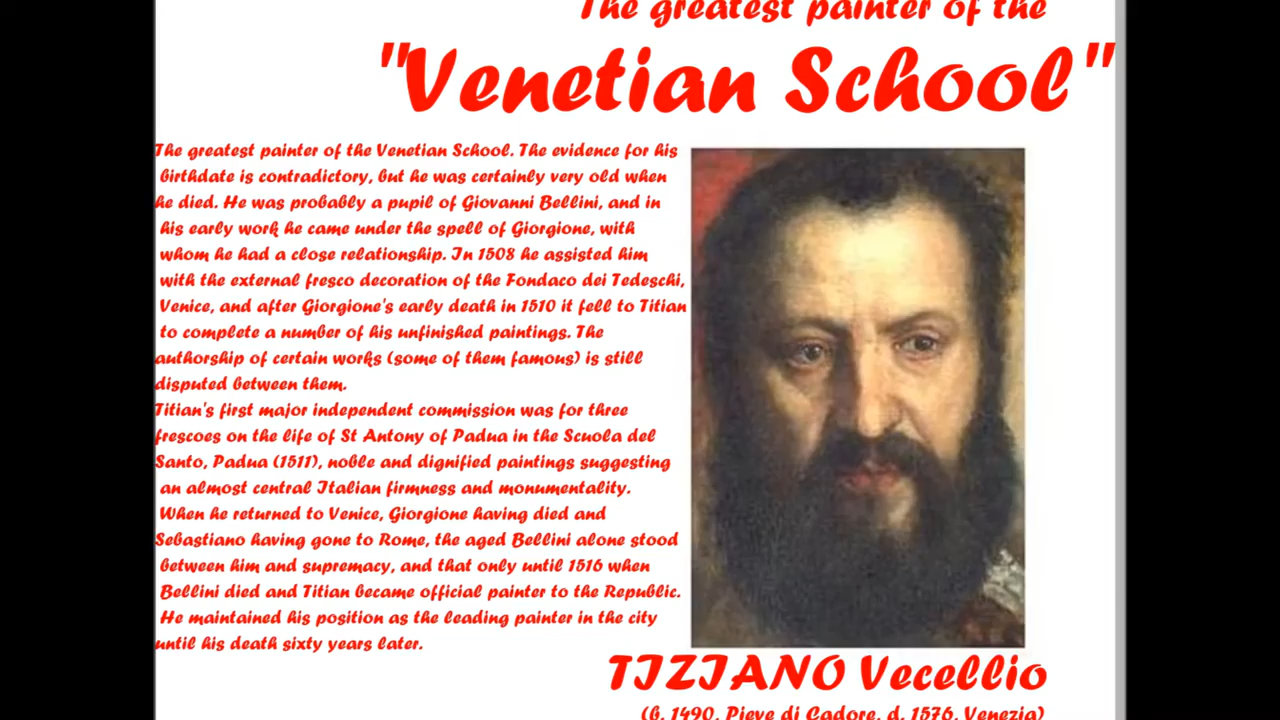 The greatest painter of the
"Venetian School"
The greatest painter of the Venetian School. The evidence for his
birthdate is contradictory, but he was certainly very old when
he died. He was probably a pupil of Giovanni Bellini, and in
his early work he came under the spell of Giorgione, with
whom he had a close relationship. In 1508 he assisted him
with the external fresco decoration of the Fondaco dei Tedeschi,
Venice, and after Giorgione's early death in 1510 it fell to Titian
to complete a number of his unfinished paintings. The
authorship of certain works (some of them famous) is still
disputed between them.
Titian's first major independent commission was for three
frescoes on the life of St Antony of Padua in the Scuola del
Santo, Padua (1511), noble and dignified paintings suggesting
an almost central Italian firmness and monumentality.
When he returned to Venice, Giorgione having died and
Sebastiano having gone to Rome, the aged Bellini alone stood
between him and supremacy, and that only until 1516 when
Bellini died and Titian became official painter to the Republic.
He maintained his position as the leading painter in the city
until his death sixty years later.
TIZIANO Vecellio
(b. 1490, Pieve di Cadore, d. 1576, Venezia)